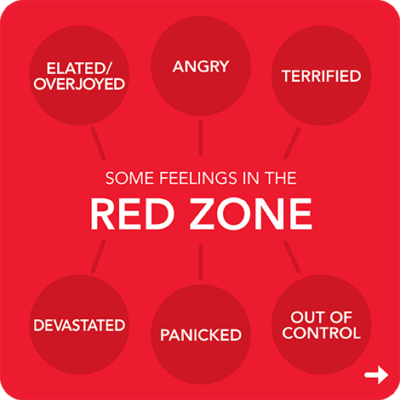 ELATED/
OVERJOYED
ANGRY
TERRIFIED
SOME FEELINGS IN THE
RED ZONE
DEVASTATED
PANICKED
OUT OF
CONTROL